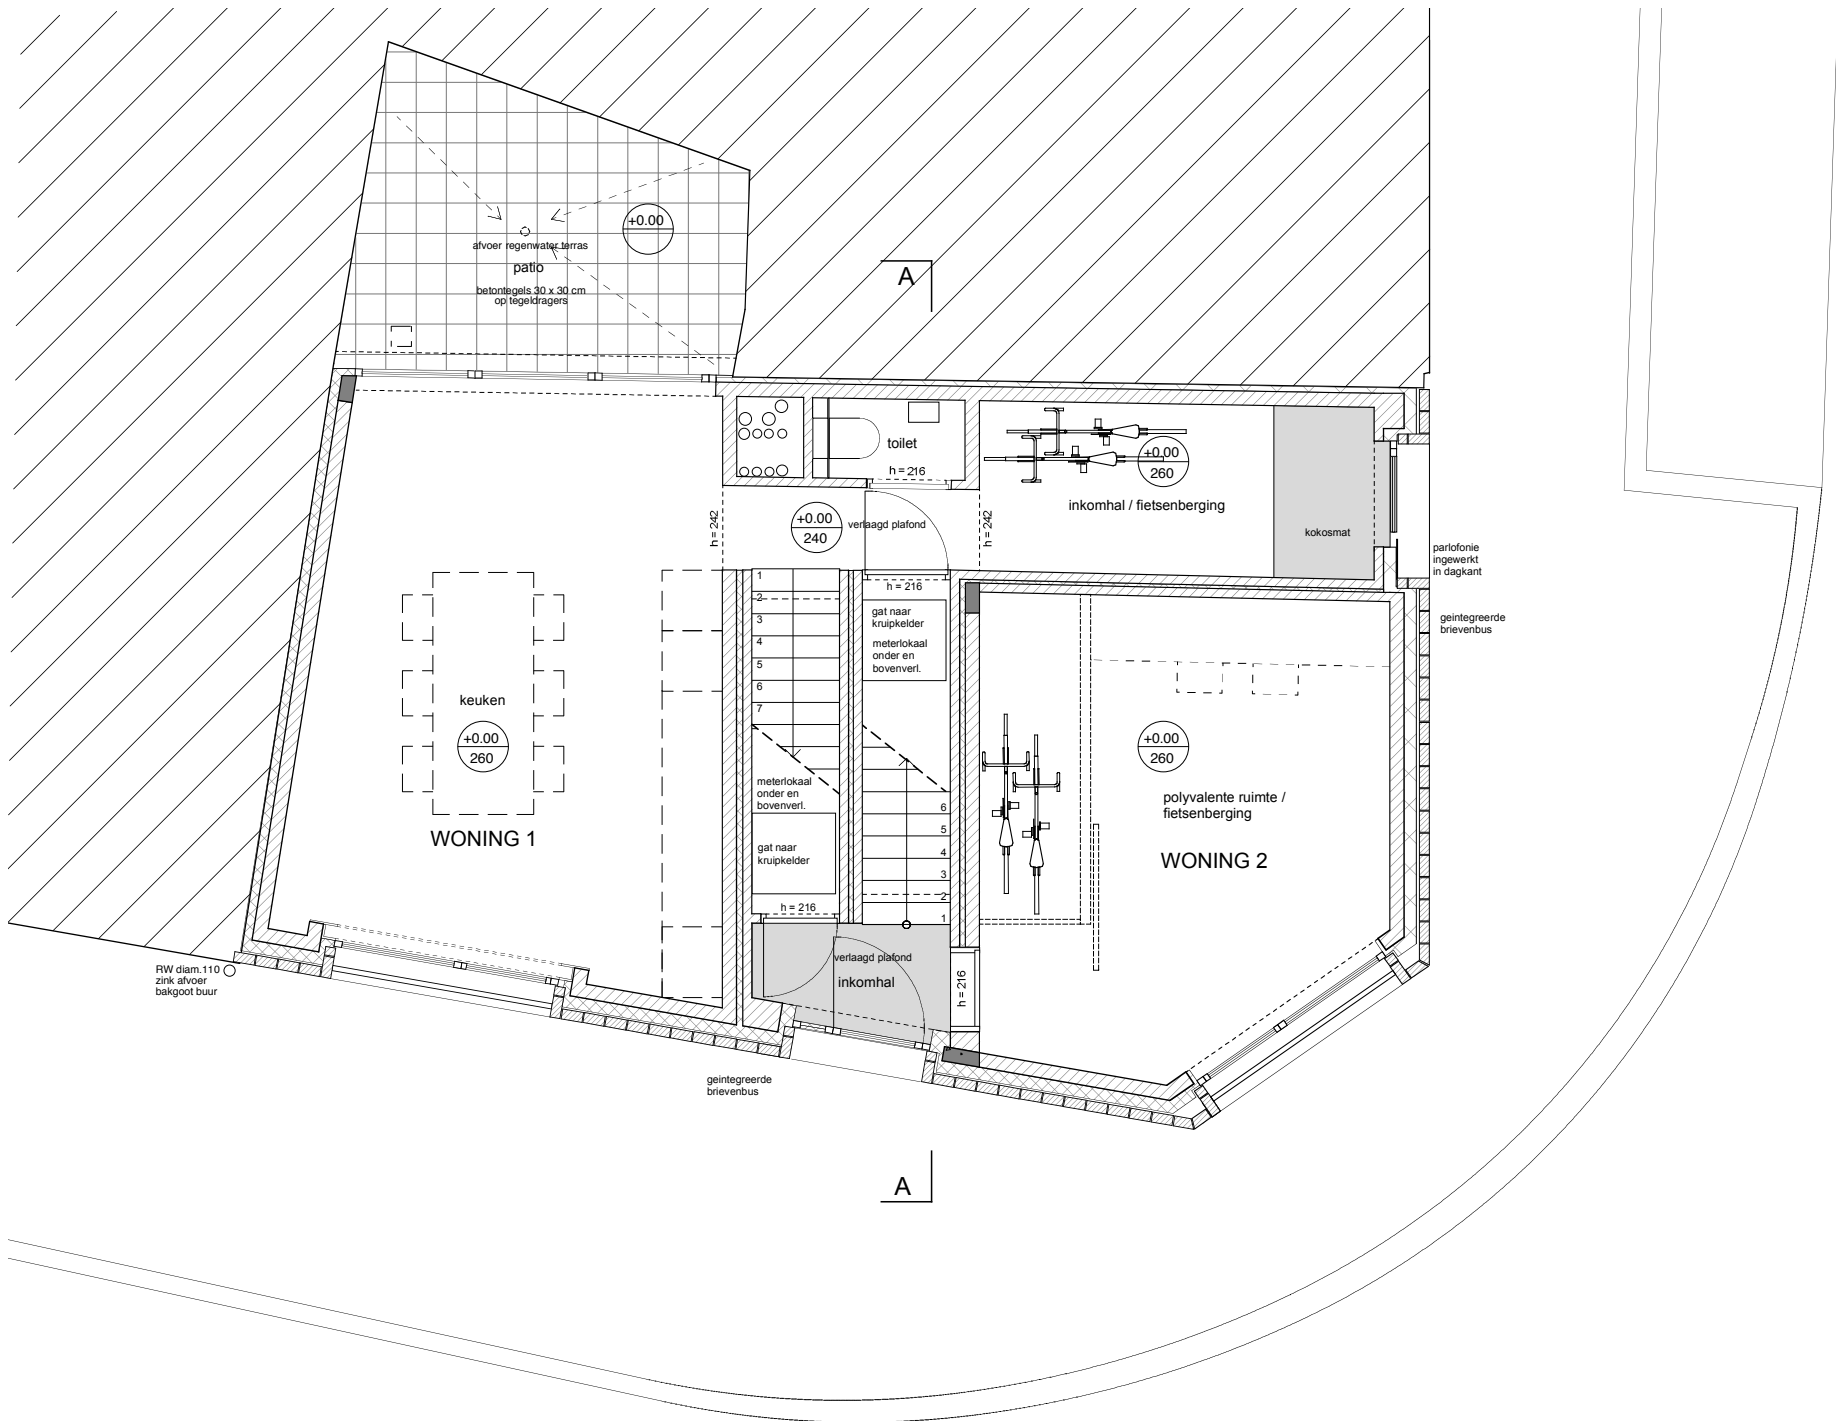 +0.00
afvoer regenwater terras
patio
betontegels 30 x 30 cm
op tegeldragers
A
toilet
h = 216
+0.00
260
inkomhal / fietsenberging
kokosmat
h = 242
+0.00
240
verlaagd plafond
h = 242
parlofonie
ingewerkt
in dagkant
geintegreerde
brievenbus
1
2
3
4
5
6
7
h = 216
gat naar
kruipkelder
meterlokaal
onder en
bovenverl.
keuken
+0.00
260
WONING 1
meterlokaal
onder en
bovenverl.
gat naar
kruipkelder
h = 216
6
5
4
3
2
1
+0.00
260
polyvalente ruimte /
fietsenberging
WONING 2
verlaagd plafond
inkomhal
h = 216
RW diam.110
zink afvoer
bakgoot buur
geintegreerde
brievenbus
A